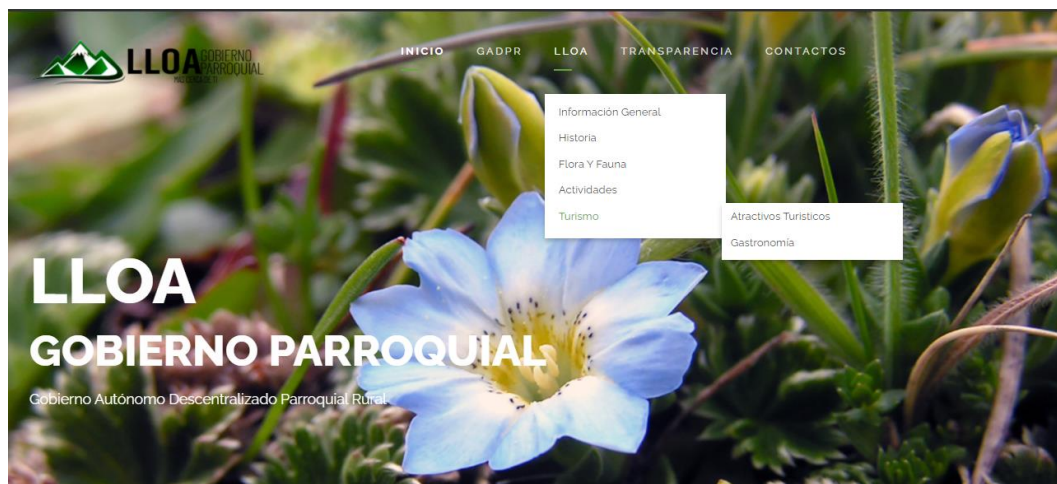 LLOA GOBIERNO
PARROQUIAL
INICIO GADPR LLOA TRANSPARENCIA CONTACTOS
Información General
Historia
Flora Y Fauna
Actividades
Turismo
Atractivos Turísticos
Gastronomía
LLOA
GOBIERNO PARROQUIAL
Gobierno Autónomo Descentralizado Parroquial Rural